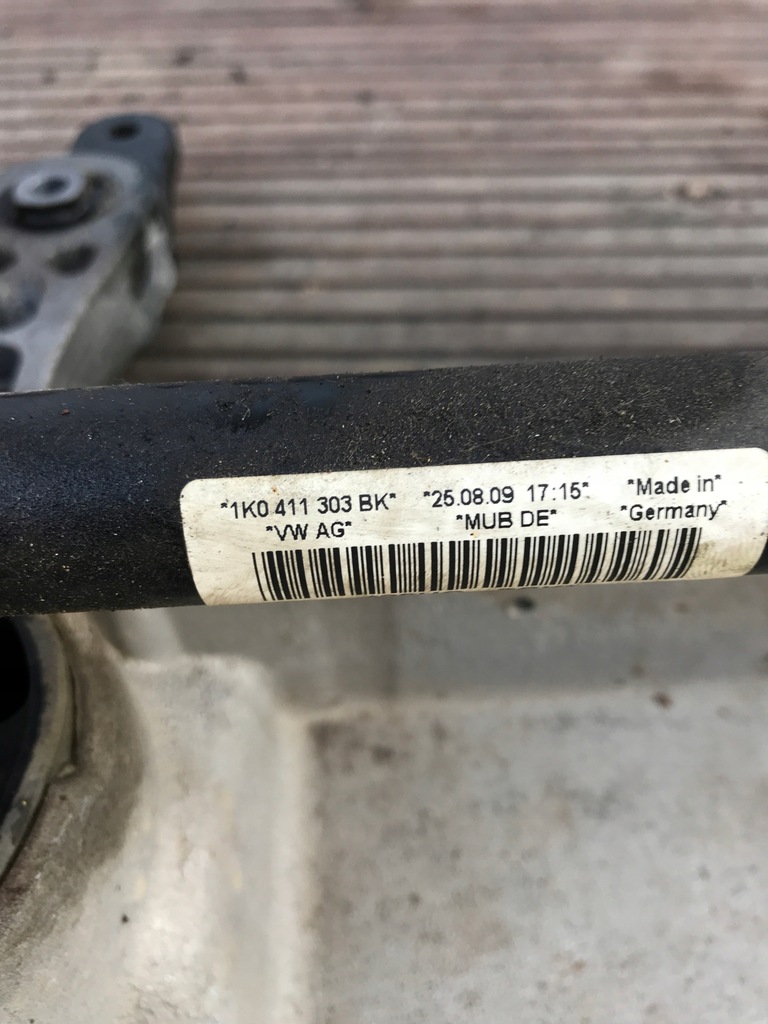 *1K0 411 303 BK* *25.08.09 17:15* *Made in*
*VW AG* *MUB DE* *Germany*